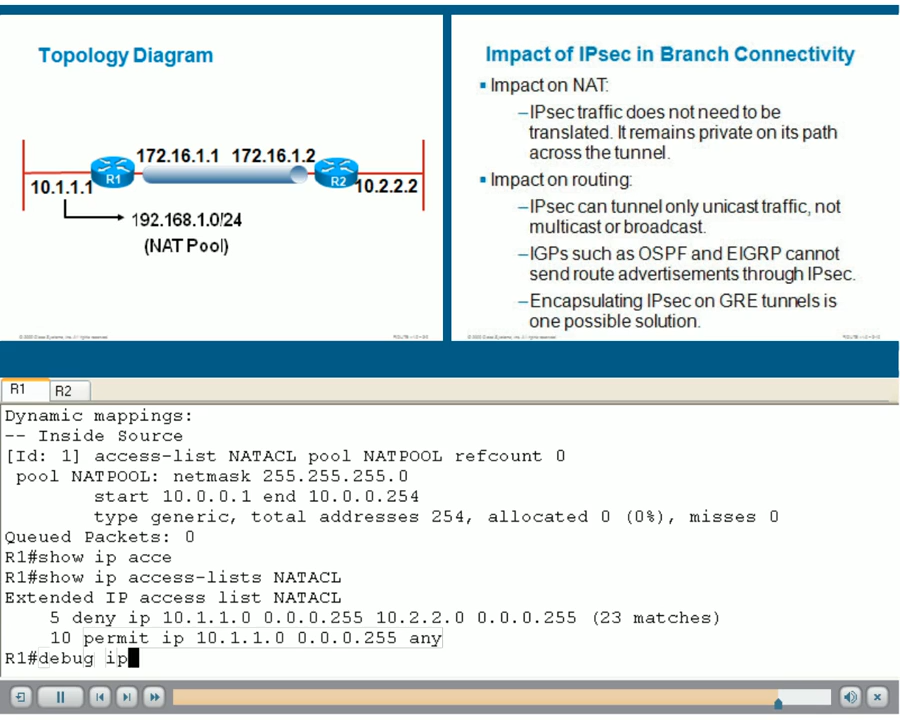 Topology Diagram
172.16.1.1 172.16.1.2
R1
R2
10.1.1.1
10.2.2.2
192.168.1.0/24
(NAT Pool)
Impact of IPsec in Branch Connectivity
▪ Impact on NAT:
–IPsec traffic does not need to be
translated. It remains private on its path
across the tunnel.
▪ Impact on routing:
–IPsec can tunnel only unicast traffic, not
multicast or broadcast.
–IGPs such as OSPF and EIGRP cannot
send route advertisements through IPsec.
–Encapsulating IPsec on GRE tunnels is
one possible solution.
R1 R2
Dynamic mappings:
-- Inside Source
[Id: 1] access-list NATACL pool NATPOOL refcount 0
pool NATPOOL: netmask 255.255.255.0
start 10.0.0.1 end 10.0.0.254
type generic, total addresses 254, allocated 0 (0%), misses 0
Queued Packets: 0
R1#show ip acce
R1#show ip access-lists NATACL
Extended IP access list NATACL
5 deny ip 10.1.1.0 0.0.0.255 10.2.2.0 0.0.0.255 (23 matches)
10 permit ip 10.1.1.0 0.0.0.255 any
R1#debug ip